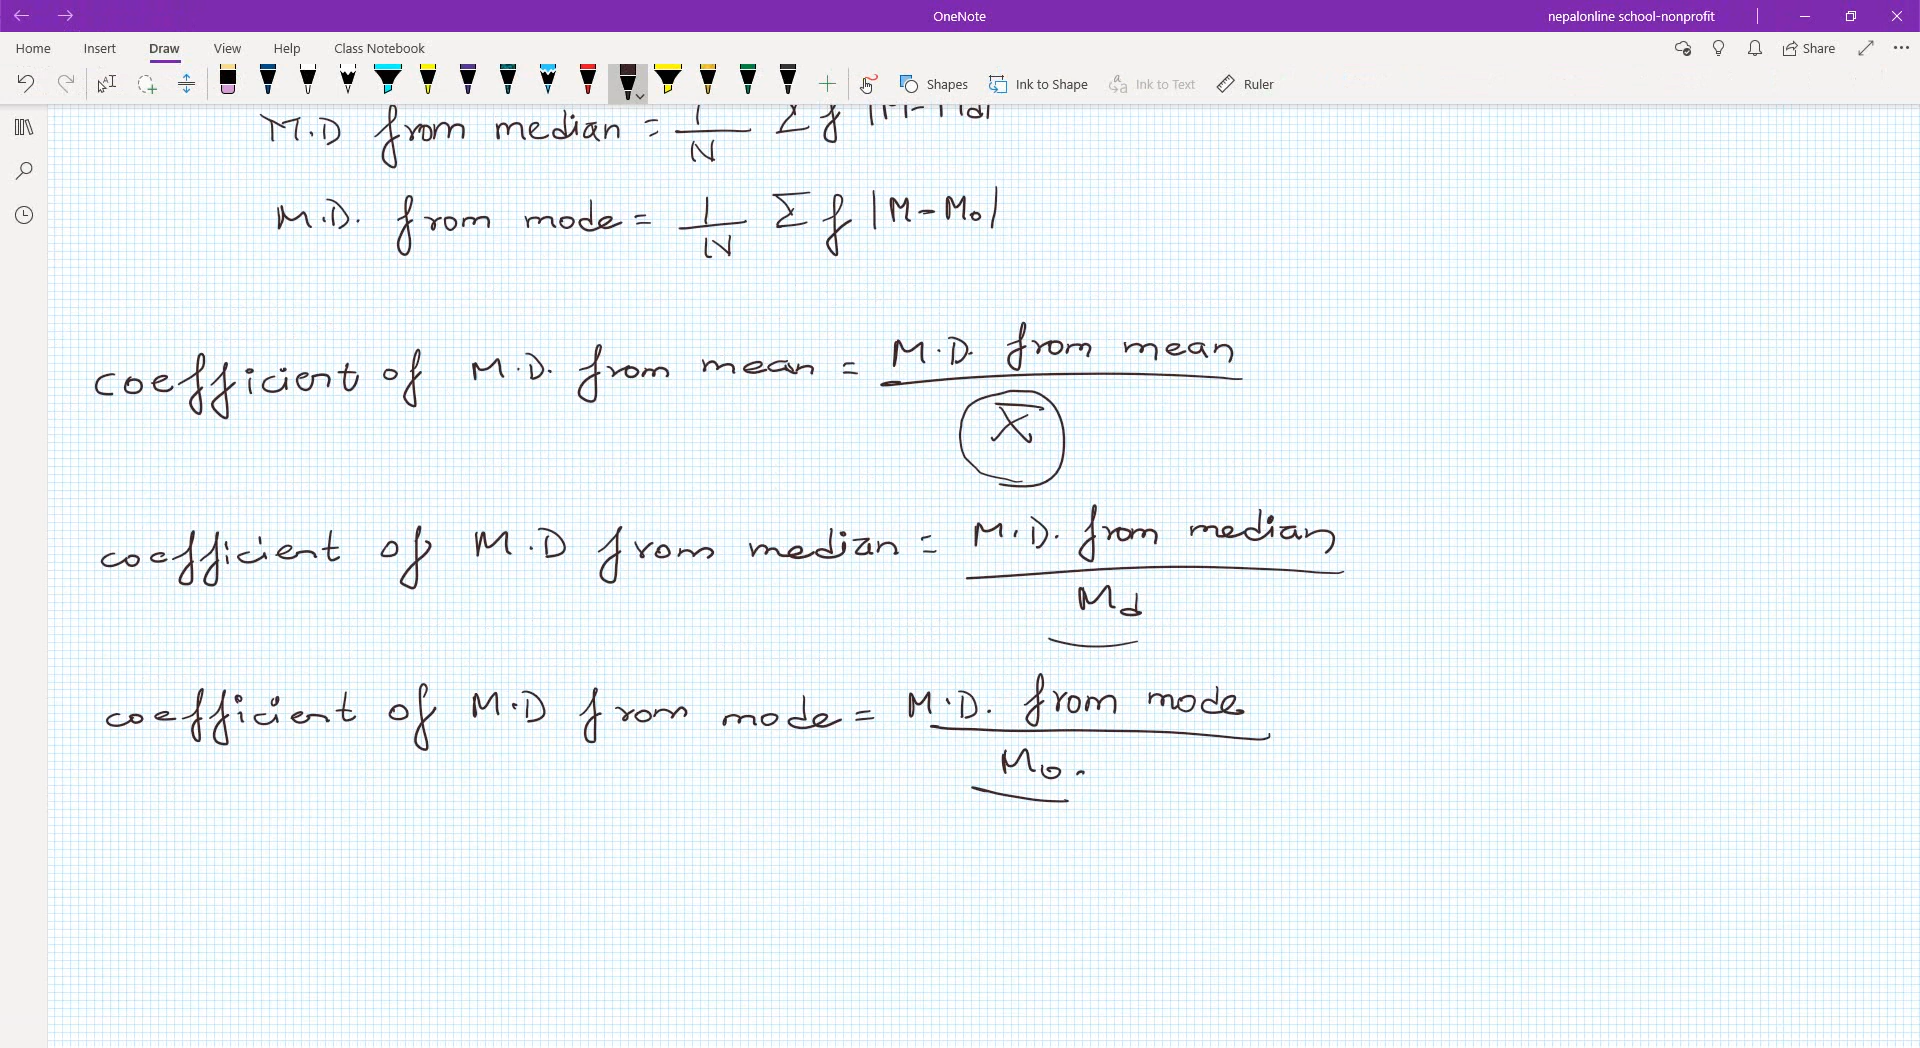 OneNote
nepalonline school-nonprofit
Home Insert Draw View Help Class Notebook
Share
Shapes Ink to Shape Ink to Text Ruler
M.D from median = 1/N Σ f |M - Md|
M.D. from mode = 1/N Σ f |M - Mo|
coefficient of M.D. from mean = M.D. from mean / X̄
coefficient of M.D from median = M.D. from median / Md
coefficient of M.D from mode = M.D. from mode / Mo.